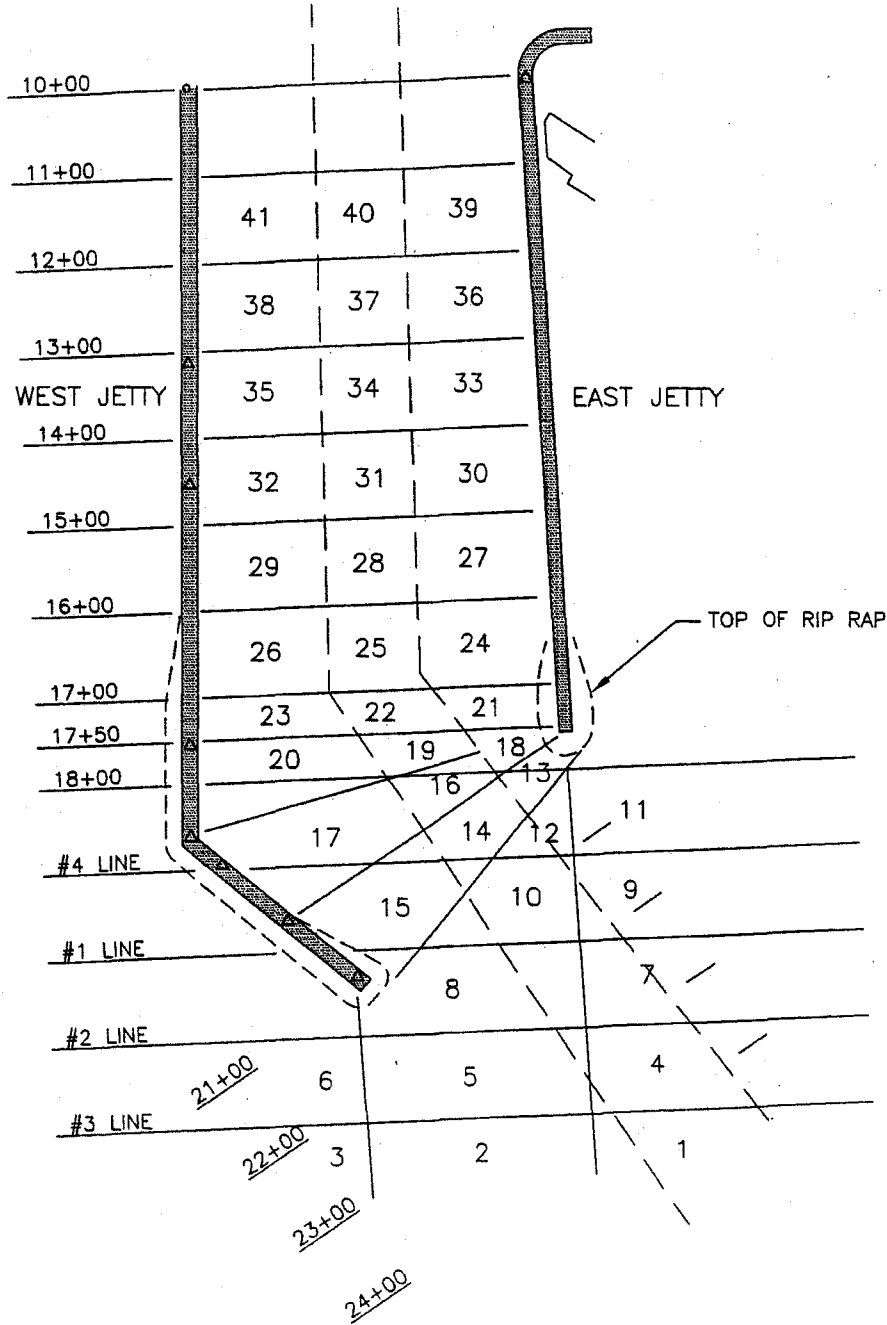 10+00
11+00
41 40 39
12+00
38 37 36
13+00
WEST JETTY 35 34 33 EAST JETTY
14+00
32 31 30
15+00
29 28 27
16+00
TOP OF RIP RAP
26 25 24
17+00
23 22 21
17+50
20 19 18
18+00
16 13
17 14 12 11
#4 LINE
15 10 9
#1 LINE
8 7
#2 LINE
21+00 6 5 4
#3 LINE
22+00 3 2 1
23+00
24+00